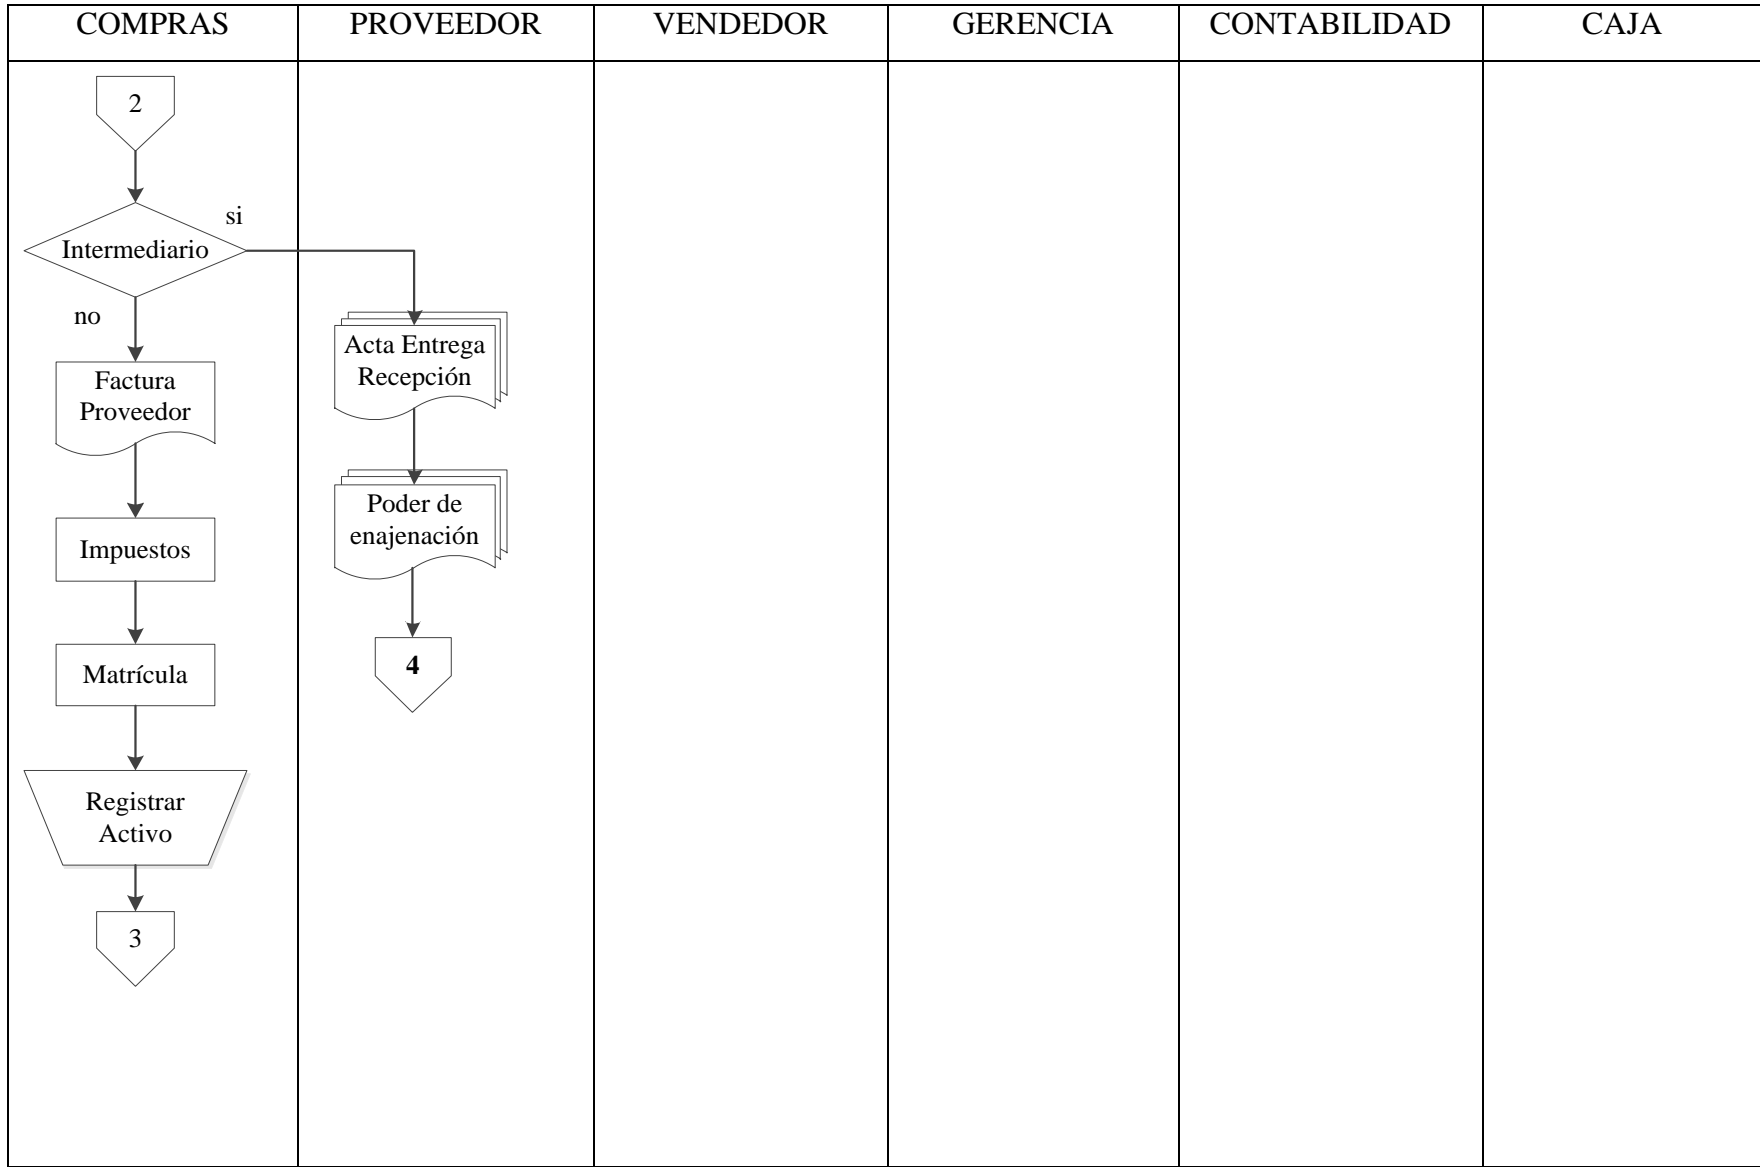 COMPRAS
PROVEEDOR
VENDEDOR
GERENCIA
CONTABILIDAD
CAJA
2
si
Intermediario
no
Factura
Proveedor
Impuestos
Matrícula
Registrar
Activo
3
Acta Entrega
Recepción
Poder de
enajenación
4